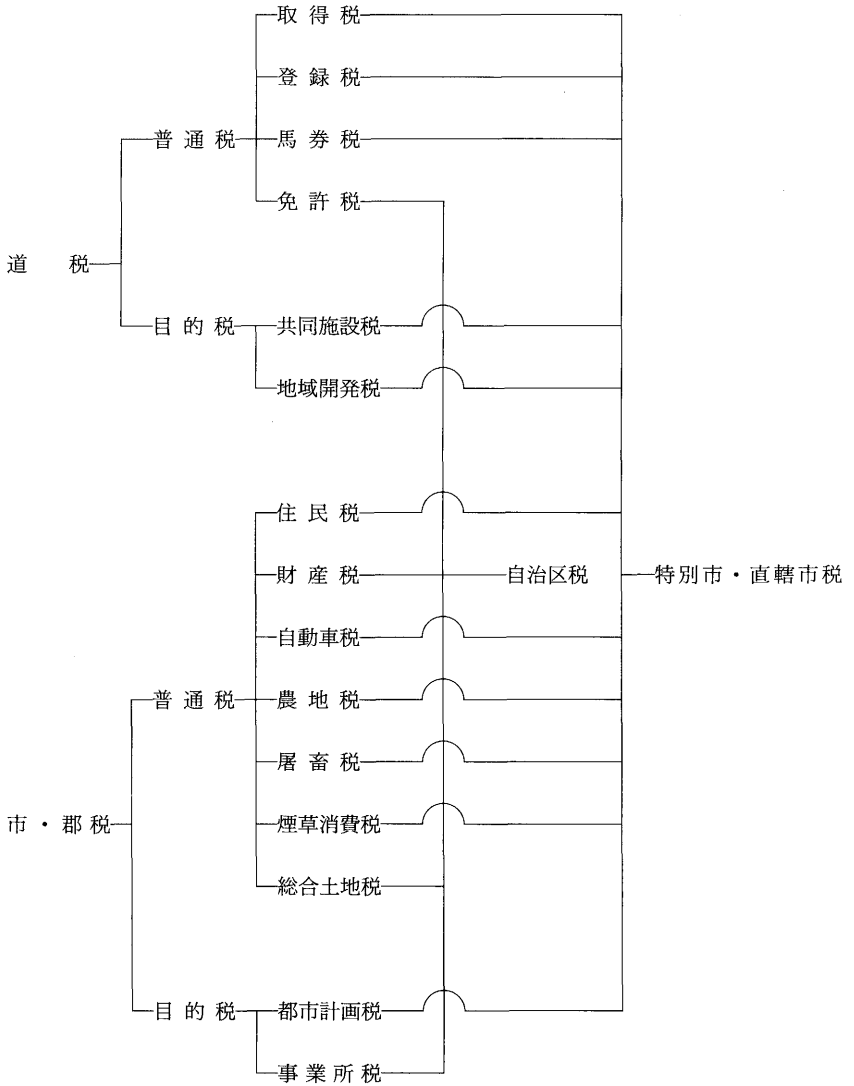 取得税
登録税
普通税 馬券税
免許税
道 税
目的税 共同施設税
地域開発税
住民税
財産税 自治区税 特別市・直轄市税
自動車税
普通税 農地税
屠畜税
市・郡税 煙草消費税
総合土地税
目的税 都市計画税
事業所税